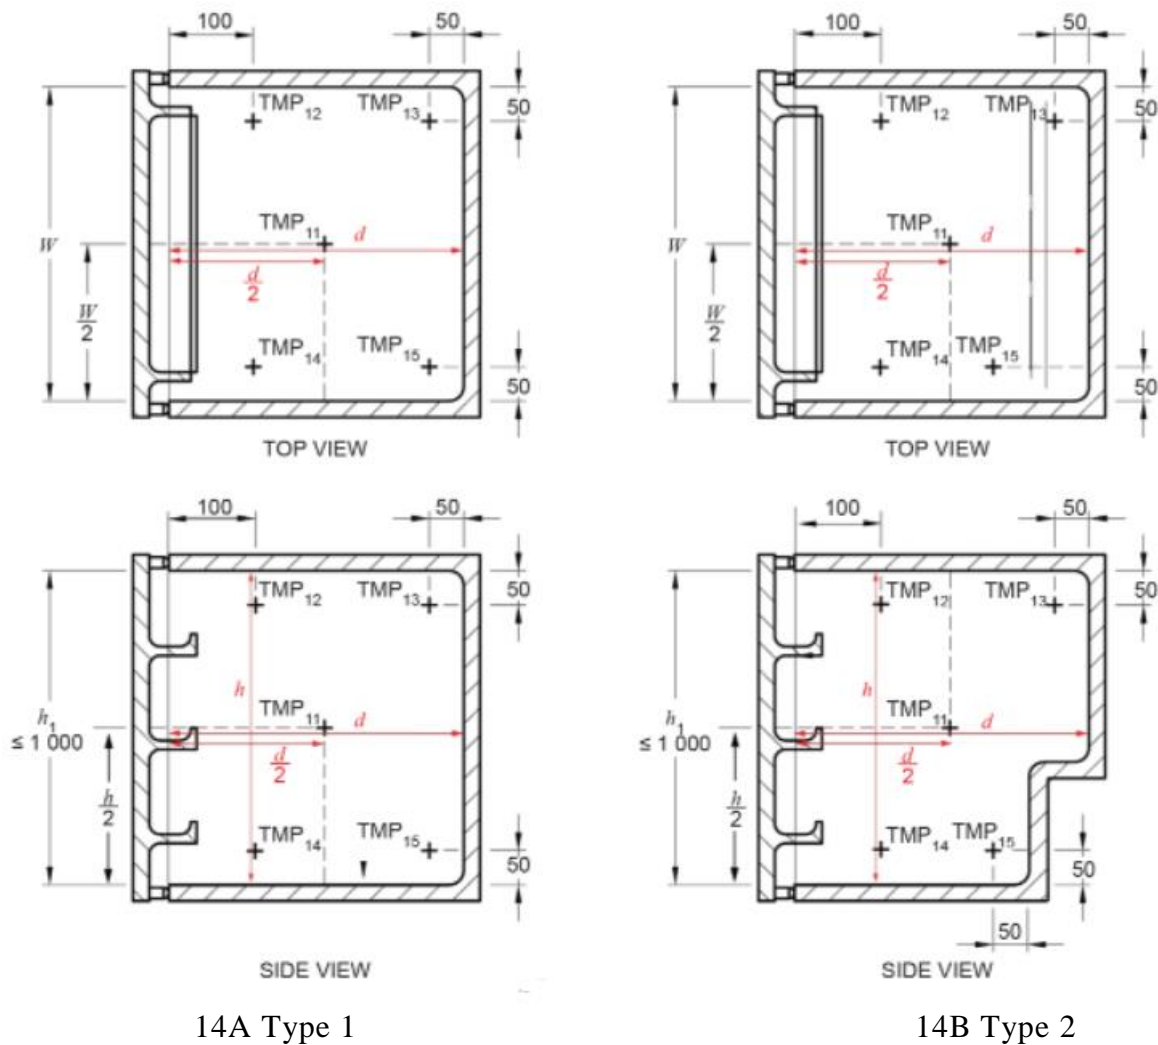 100 50
TMP12 TMP13
50
W
TMP11
d
d/2
W/2
TMP14 TMP15
50
TOP VIEW
100 50
TMP12 TMP13
50
W
TMP11
d
d/2
W/2
TMP14 TMP15
50
TOP VIEW
100 50
TMP12 TMP13
50
h
TMP11
h1
≤ 1 000
d
d/2
h/2
TMP14 TMP15
50
SIDE VIEW
100 50
TMP12 TMP13
50
h
TMP11
h1
≤ 1 000
d
d/2
h/2
TMP14 TMP15
50
50
SIDE VIEW
14A Type 1
14B Type 2